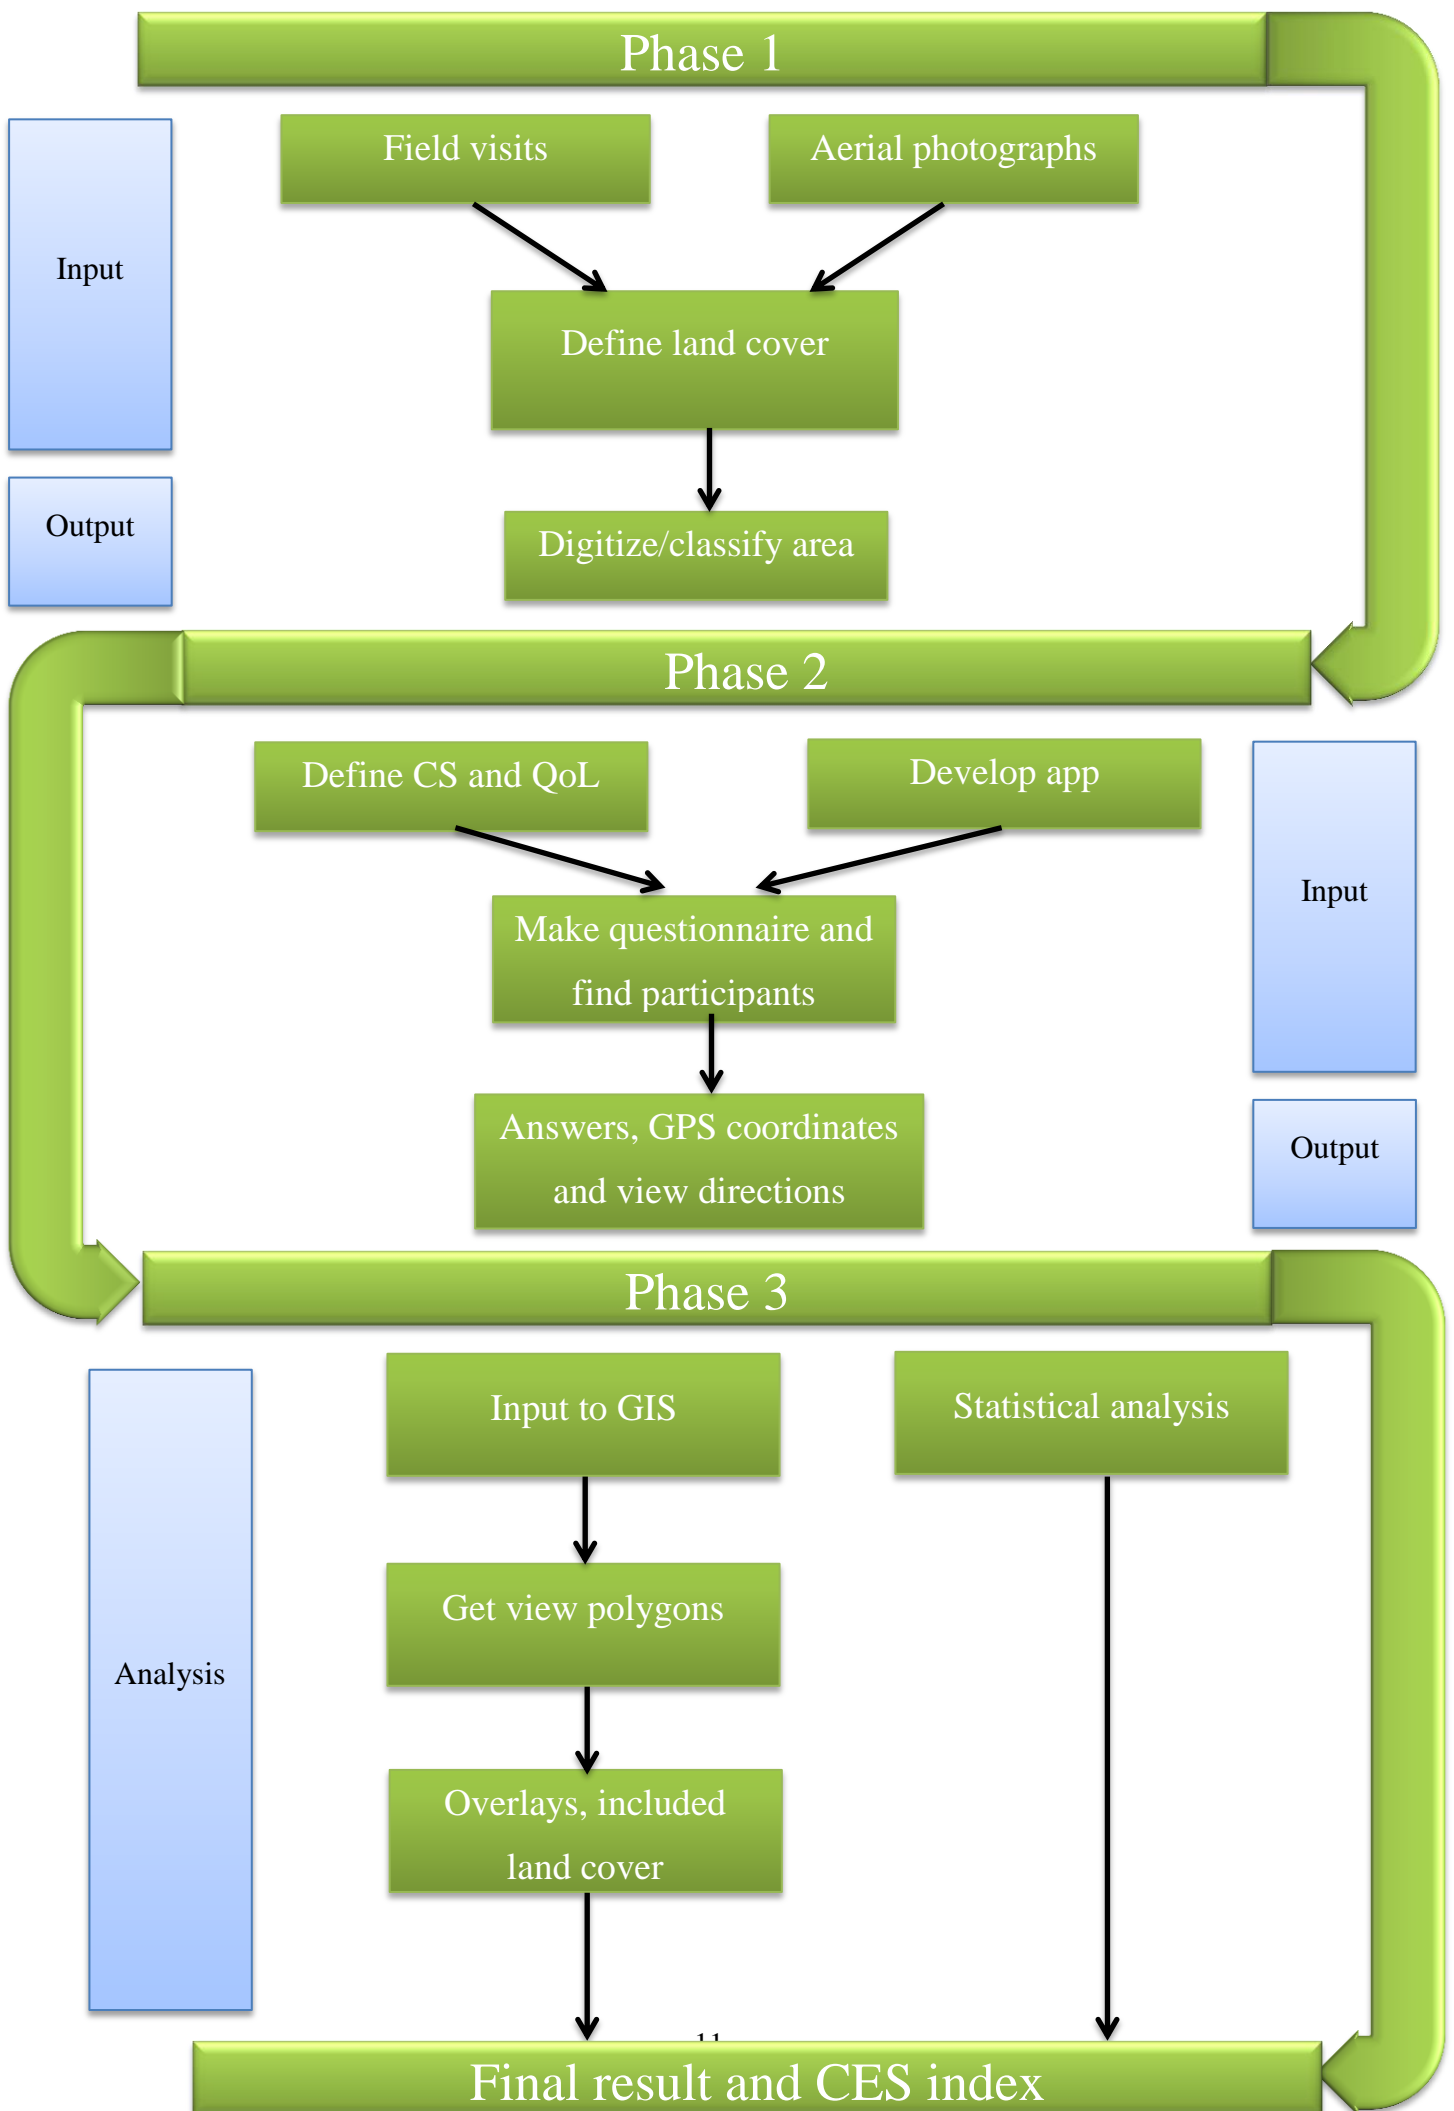 Phase 1
Field visits
Aerial photographs
Input
Define land cover
Output
Digitize/classify area
Phase 2
Define CS and QoL
Develop app
Input
Make questionnaire and
find participants
Answers, GPS coordinates
and view directions
Output
Phase 3
Input to GIS
Statistical analysis
Get view polygons
Analysis
Overlays, included
land cover
Final result and CES index